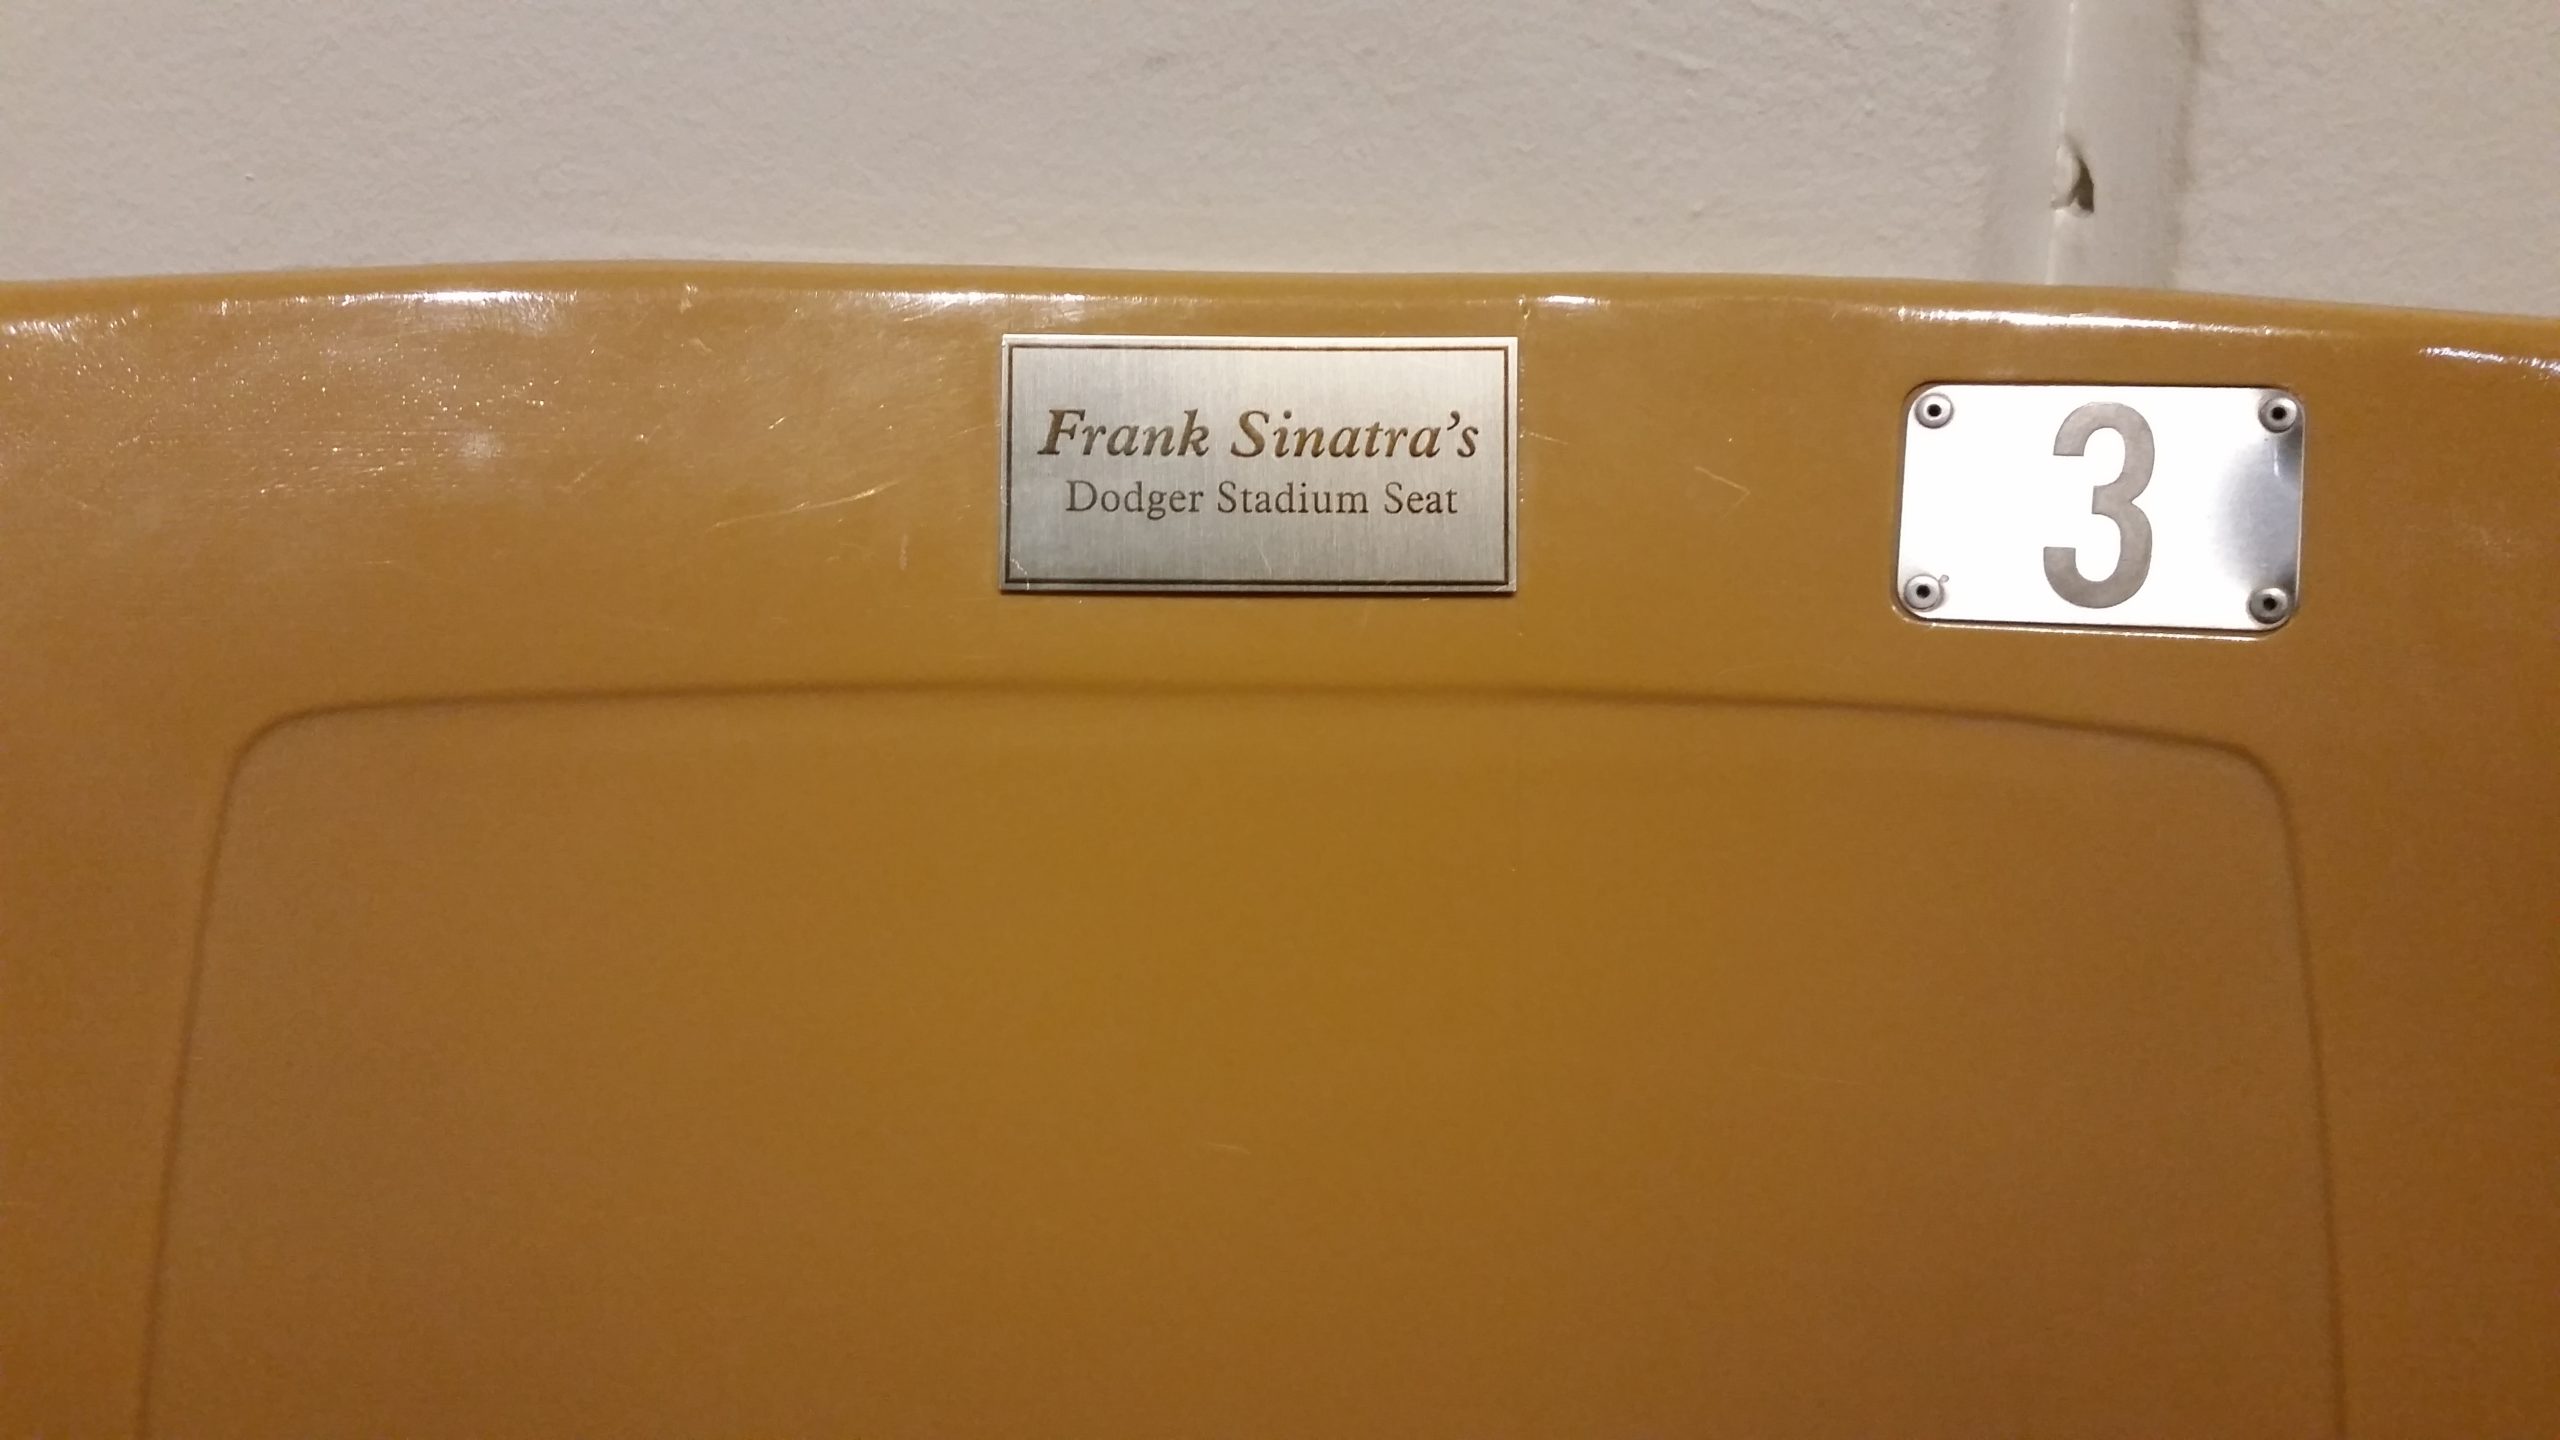 Frank Sinatra's
Dodger Stadium Seat
3